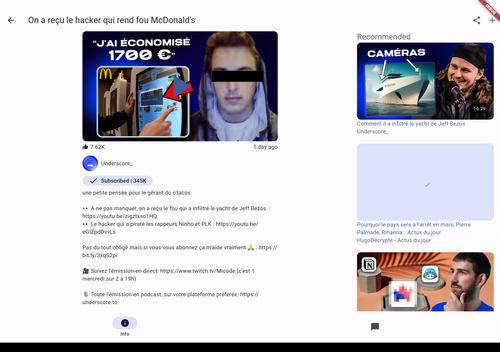 On a reçu le hacker qui rend fou McDonald's
"J'AI ÉCONOMISÉ
1700 €"
7.62K
1 day ago
Underscore_
Subscribed | 345K
une petite pensée pour le gérant du o'tacos
👀 À ne pas manquer, on a reçu le fou qui a infiltré le yacht de Jeff Bezos :
https://youtu.be/zigztxso1HQ
👀 Le hacker qui a piraté les rappeurs Ninho et PLK : https://youtu.be/
eGIZpdDvvLs
Pas du tout obligé mais si vous vous abonnez ça m'aide vraiment 🙏 : https://
bit.ly/3xqS2pi
🎥 Suivez l'émission en direct: https://www.twitch.tv/Micode (c'est 1
mercredi sur 2 à 19h)
🎙️ Toute l'émission en podcast, sur votre plateforme préférée: https://
underscore.to
Info
Recommended
CAMÉRAS
16:29
Comment il a infiltré le yacht de Jeff Bezos
Underscore_
Pourquoi le pays sera à l'arrêt en mars, Pierre
Palmade, Rihanna… Actus du jour
HugoDécrypte - Actus du jour